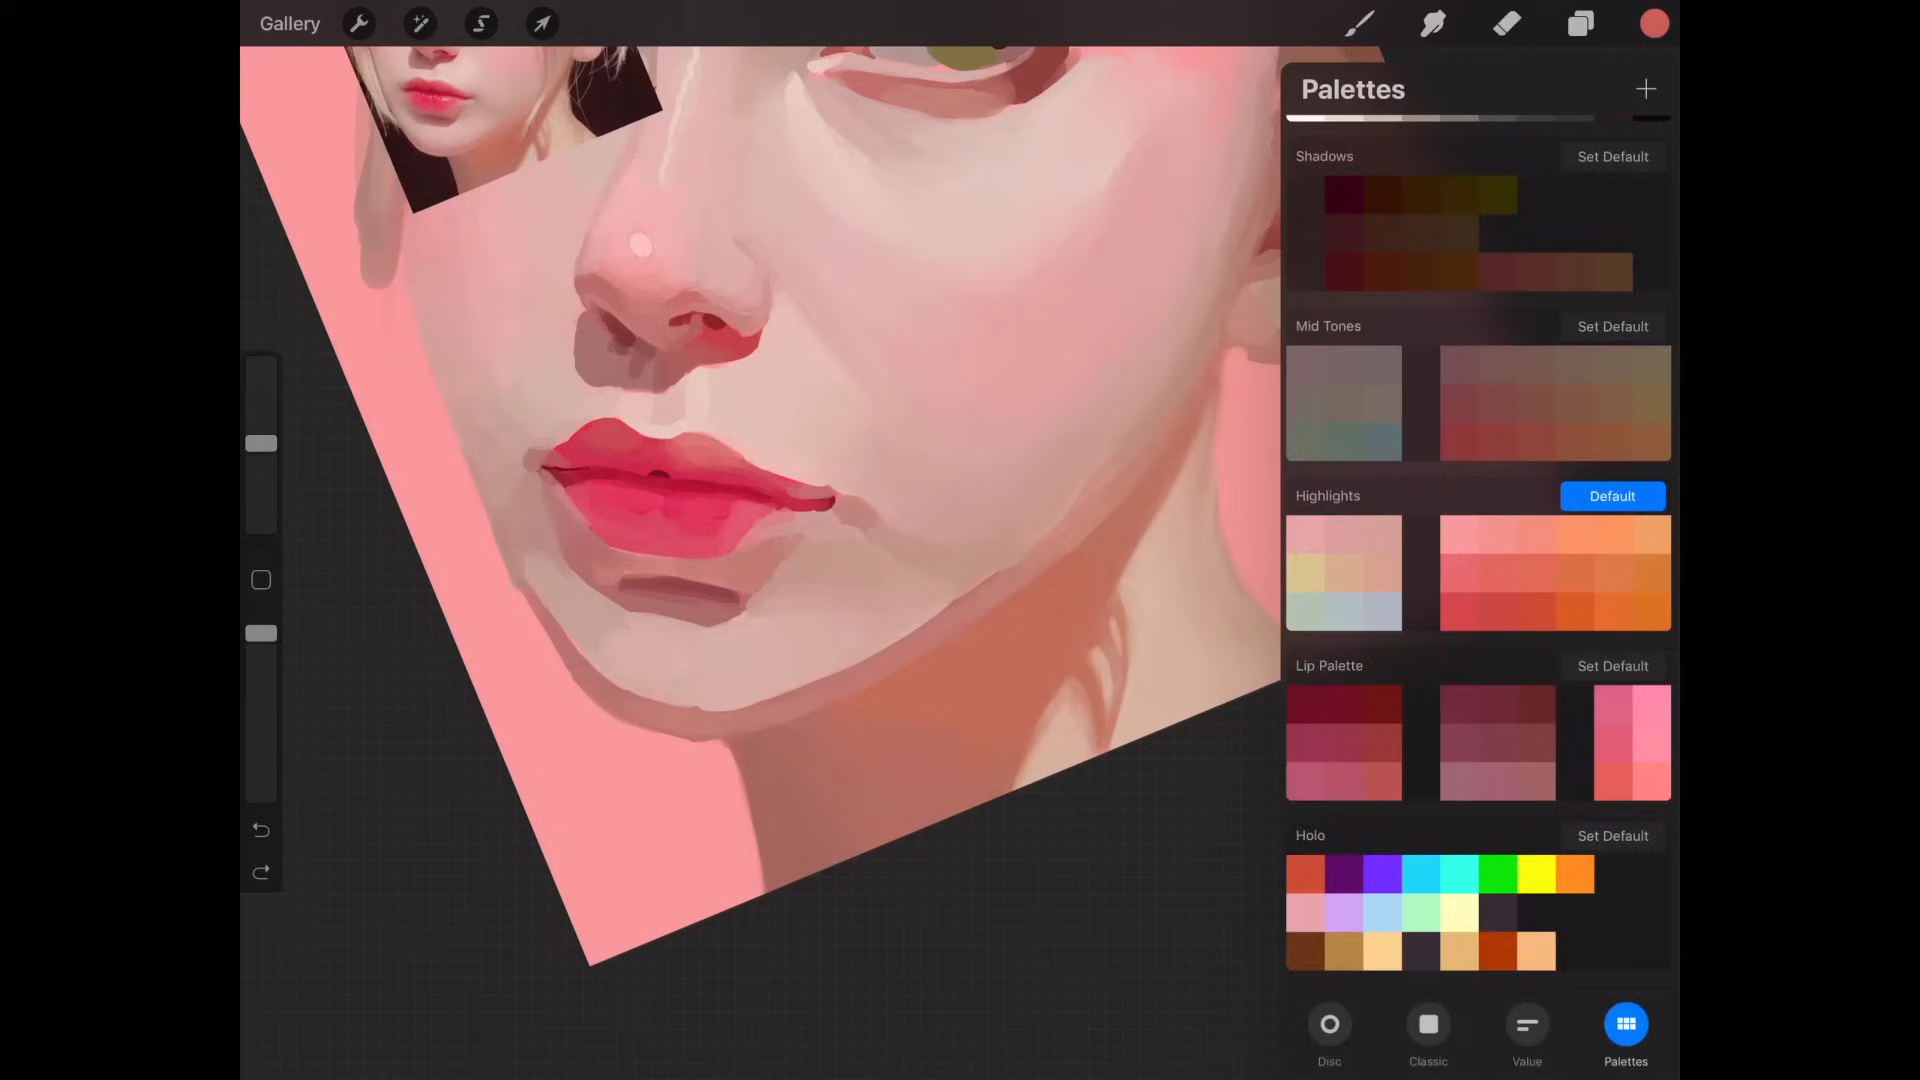 Gallery
Palettes
Shadows
Set Default
Mid Tones
Set Default
Highlights
Default
Lip Palette
Set Default
Holo
Set Default
Disc
Classic
Value
Palettes